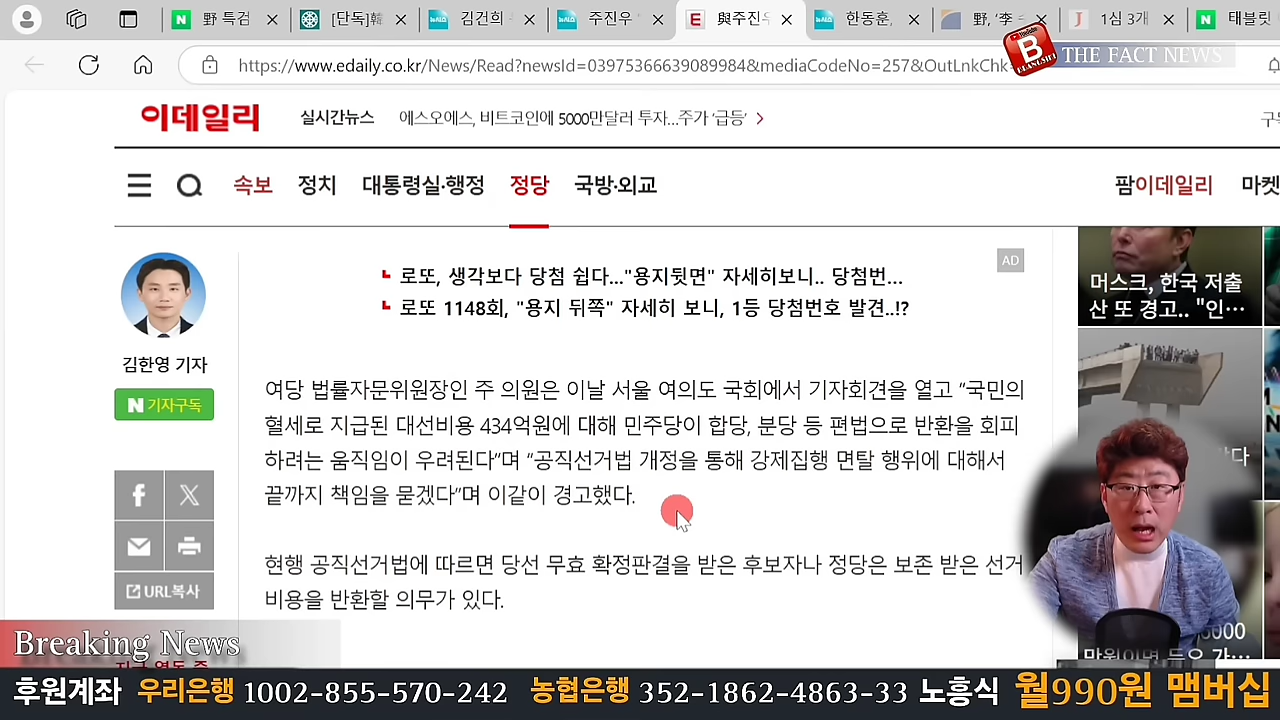 野 특검
[단독]韓
김건희
주진우
與주진우
한동훈,
野, '李
1심 3개
태블릿
https://www.edaily.co.kr/News/Read?newsId=03975366639089984&mediaCodeNo=257&OutLnkChk=
THE FACT NEWS
이데일리
실시간뉴스
에스오에스, 비트코인에 5000만달러 투자…주가 '급등'
구독
속보 정치 대통령실·행정 정당 국방·외교
팜이데일리 마켓
AD
로또, 생각보다 당첨 쉽다..."용지뒷면" 자세히보니.. 당첨번...
로또 1148회, "용지 뒤쪽" 자세히 보니, 1등 당첨번호 발견..!?
머스크, 한국 저출
산 또 경고.. "인…
김한영 기자
N 기자구독
여당 법률자문위원장인 주 의원은 이날 서울 여의도 국회에서 기자회견을 열고 "국민의
혈세로 지급된 대선비용 434억원에 대해 민주당이 합당, 분당 등 편법으로 반환을 회피
하려는 움직임이 우려된다"며 "공직선거법 개정을 통해 강제집행 면탈 행위에 대해서
끝까지 책임을 묻겠다"며 이같이 경고했다.
URL복사
현행 공직선거법에 따르면 당선 무효 확정판결을 받은 후보자나 정당은 보존 받은 선거
비용을 반환할 의무가 있다.
Breaking News
후원계좌 우리은행 1002-855-570-242 농협은행 352-1862-4863-33 노흥식 월990원 맴버십